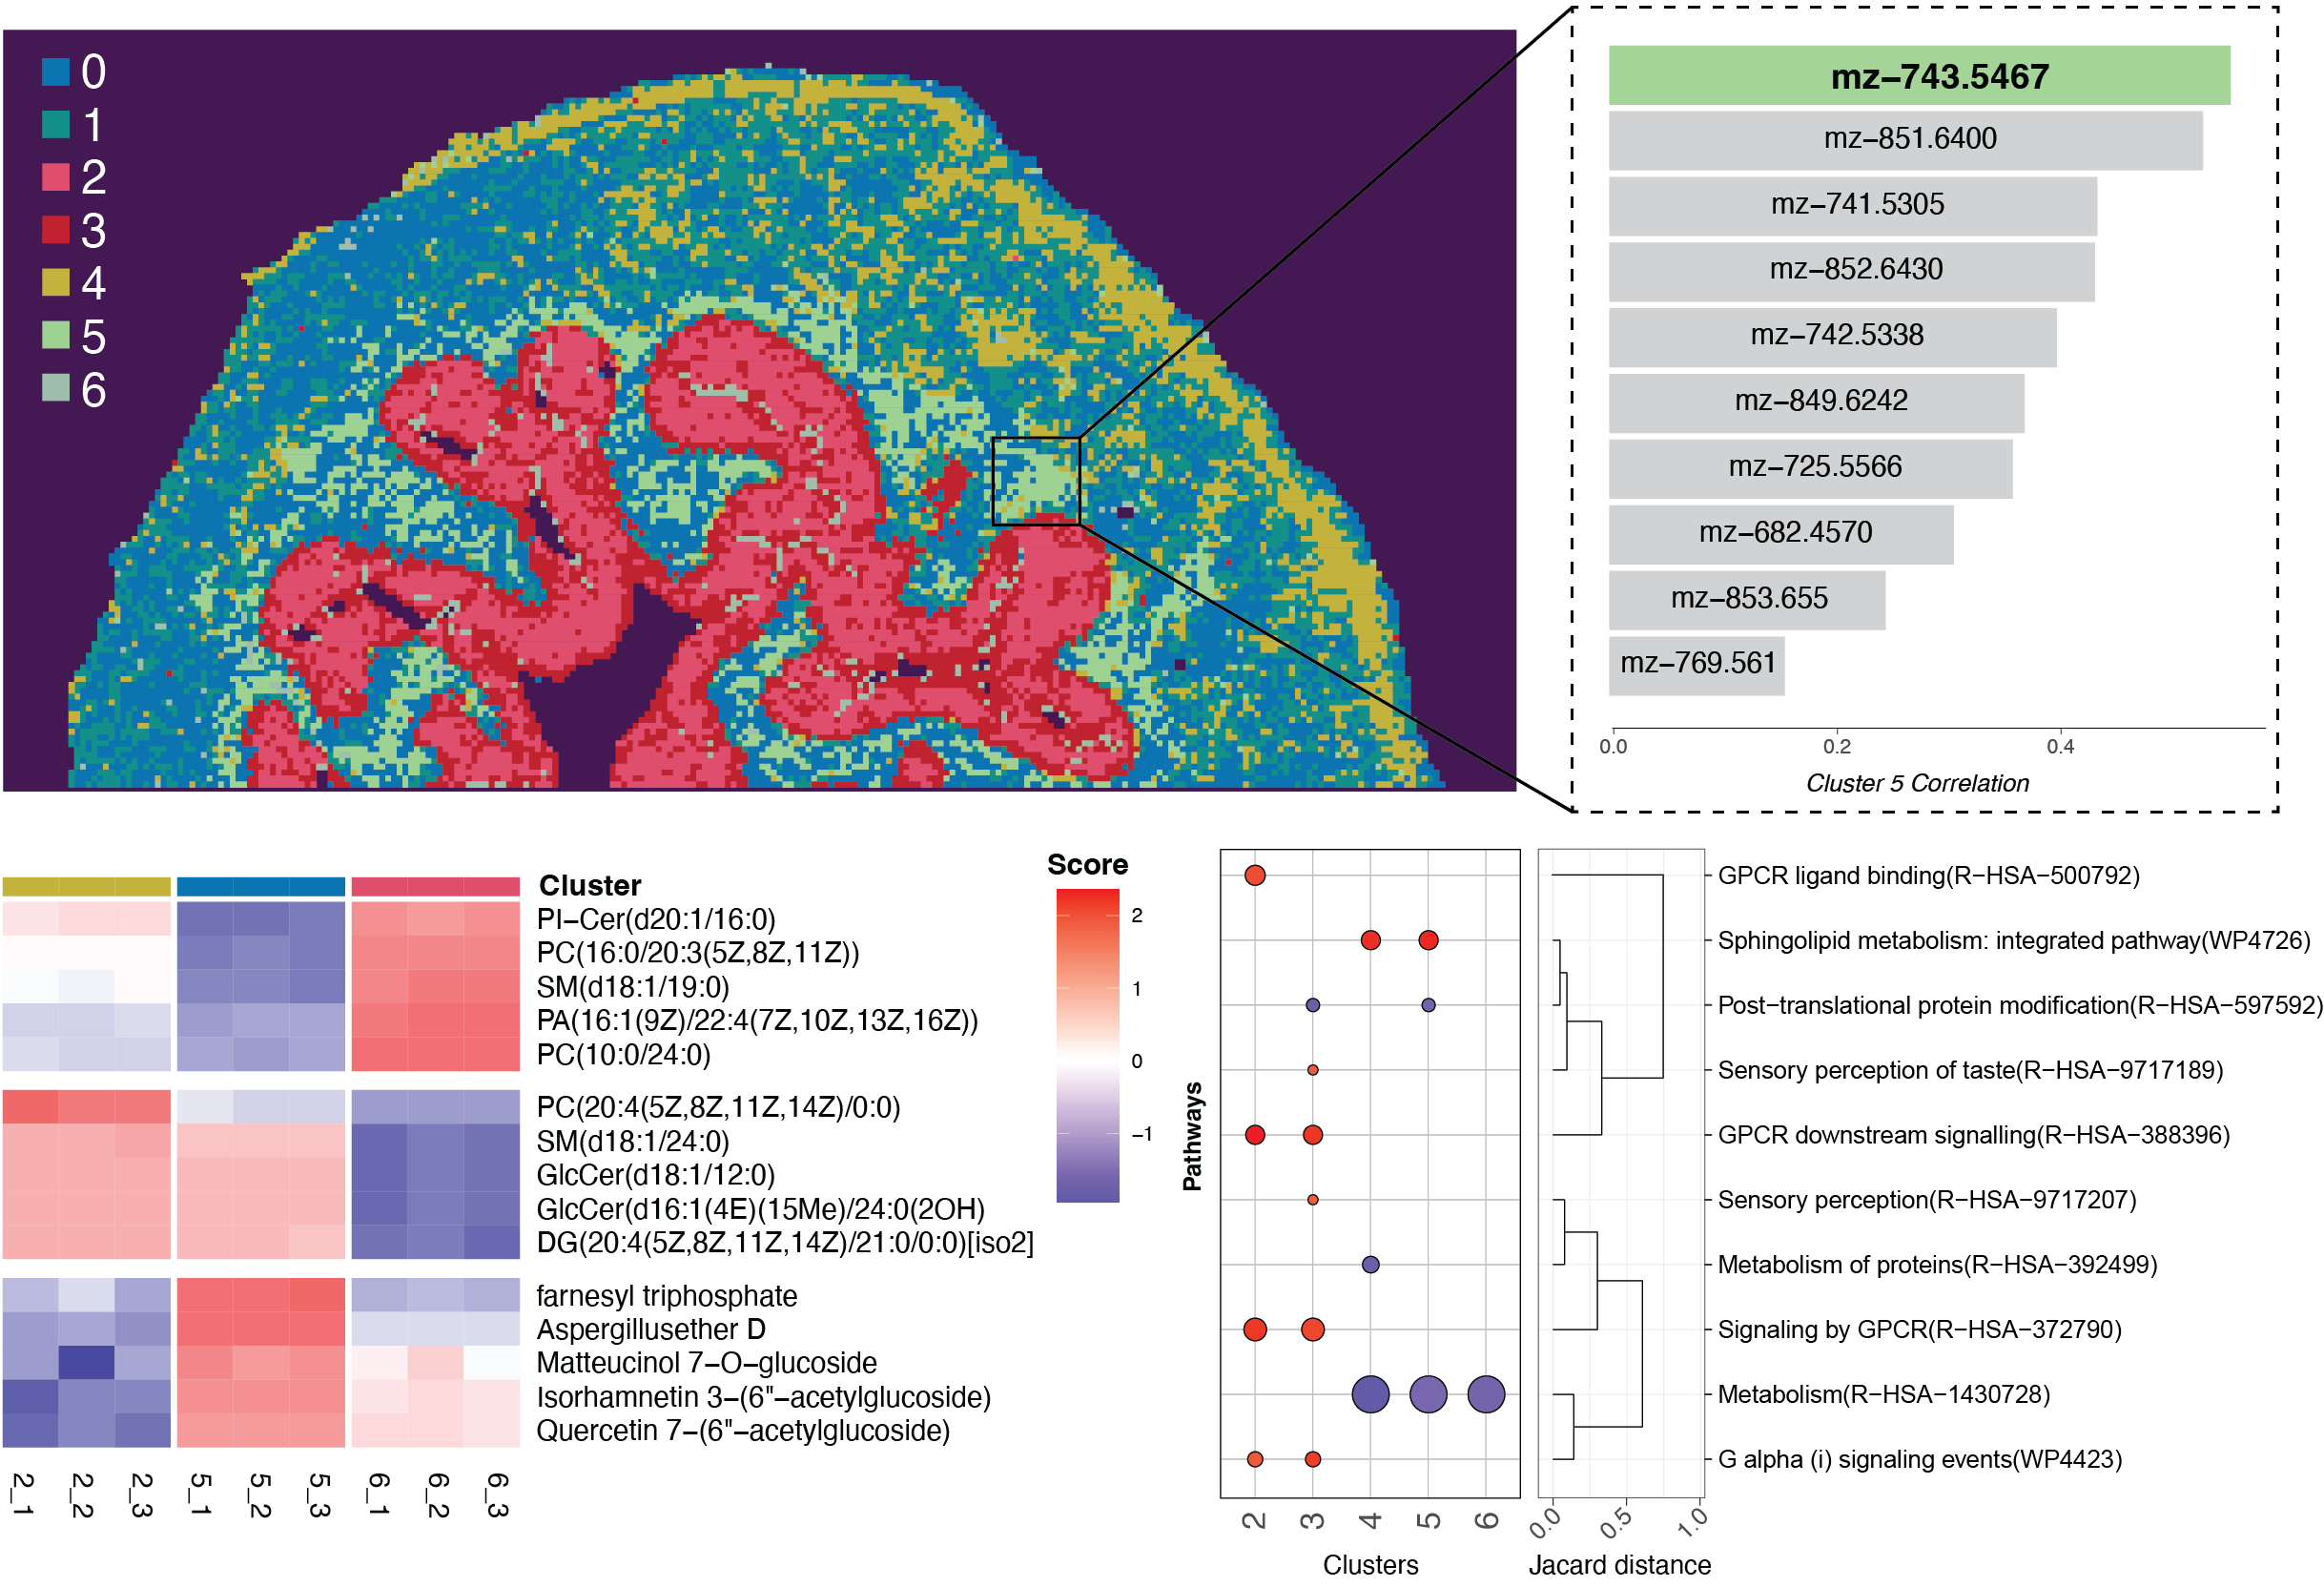 0
1
2
3
4
5
6
mz−743.5467
mz−851.6400
mz−741.5305
mz−852.6430
mz−742.5338
mz−849.6242
mz−725.5566
mz−682.4570
mz−853.655
mz−769.561
0.0 0.2 0.4
Cluster 5 Correlation
Cluster
PI−Cer(d20:1/16:0)
PC(16:0/20:3(5Z,8Z,11Z))
SM(d18:1/19:0)
PA(16:1(9Z)/22:4(7Z,10Z,13Z,16Z))
PC(10:0/24:0)
PC(20:4(5Z,8Z,11Z,14Z)/0:0)
SM(d18:1/24:0)
GlcCer(d18:1/12:0)
GlcCer(d16:1(4E)(15Me)/24:0(2OH)
DG(20:4(5Z,8Z,11Z,14Z)/21:0/0:0)[iso2]
farnesyl triphosphate
Aspergillusether D
Matteucinol 7−O−glucoside
Isorhamnetin 3−(6"−acetylglucoside)
Quercetin 7−(6"−acetylglucoside)
2_1 2_2 2_3 5_1 5_2 5_3 6_1 6_2 6_3
Score
2
1
0
−1
Pathways
2 3 4 5 6
Clusters
0.0 0.5 1.0
Jacard distance
GPCR ligand binding(R−HSA−500792)
Sphingolipid metabolism: integrated pathway(WP4726)
Post−translational protein modification(R−HSA−597592)
Sensory perception of taste(R−HSA−9717189)
GPCR downstream signalling(R−HSA−388396)
Sensory perception(R−HSA−9717207)
Metabolism of proteins(R−HSA−392499)
Signaling by GPCR(R−HSA−372790)
Metabolism(R−HSA−1430728)
G alpha (i) signaling events(WP4423)